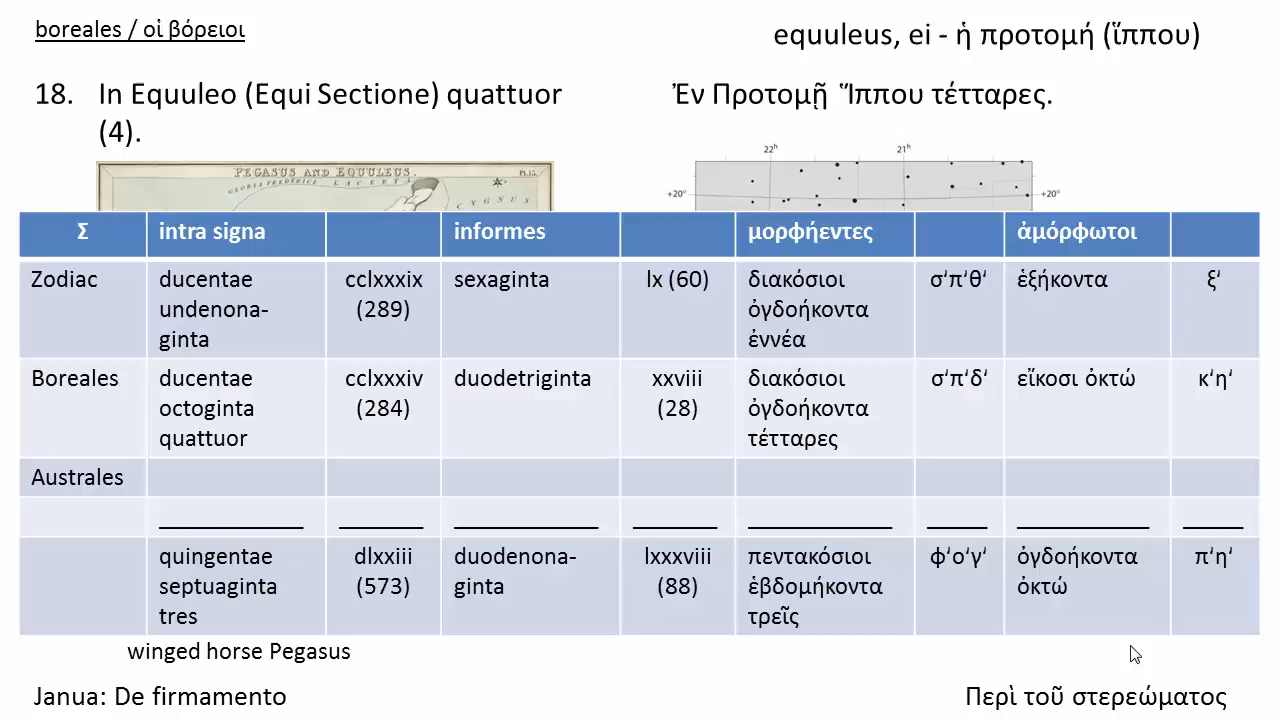 boreales / οἱ βόρειοι
equuleus, ei - ἡ προτομή (ἵππου)
18. In Equuleo (Equi Sectione) quattuor
(4).
Ἐν Προτομῇ Ἵππου τέτταρες.
PEGASUS AND EQUULEUS.
GLORIA FREDERICI LACERTA
CYGNUS
22h 21h
+20° +20°
Σ intra signa informes μορφήεντες ἀμόρφωτοι
Zodiac ducentae cclxxxix sexaginta lx (60) διακόσιοι σʹπʹθʹ ἑξήκοντα ξʹ
undenona- (289) ὀγδοήκοντα
ginta ἐννέα
Boreales ducentae cclxxxiv duodetriginta xxviii διακόσιοι σʹπʹδʹ εἴκοσι ὀκτώ κʹηʹ
octoginta (284) (28) ὀγδοήκοντα
quattuor τέτταρες
Australes
quingentae dlxxiii duodenona- lxxxviii πεντακόσιοι φʹοʹγʹ ὀγδοήκοντα πʹηʹ
septuaginta (573) ginta (88) ἑβδομήκοντα ὀκτώ
tres τρεῖς
winged horse Pegasus
Janua: De firmamento
Περὶ τοῦ στερεώματος